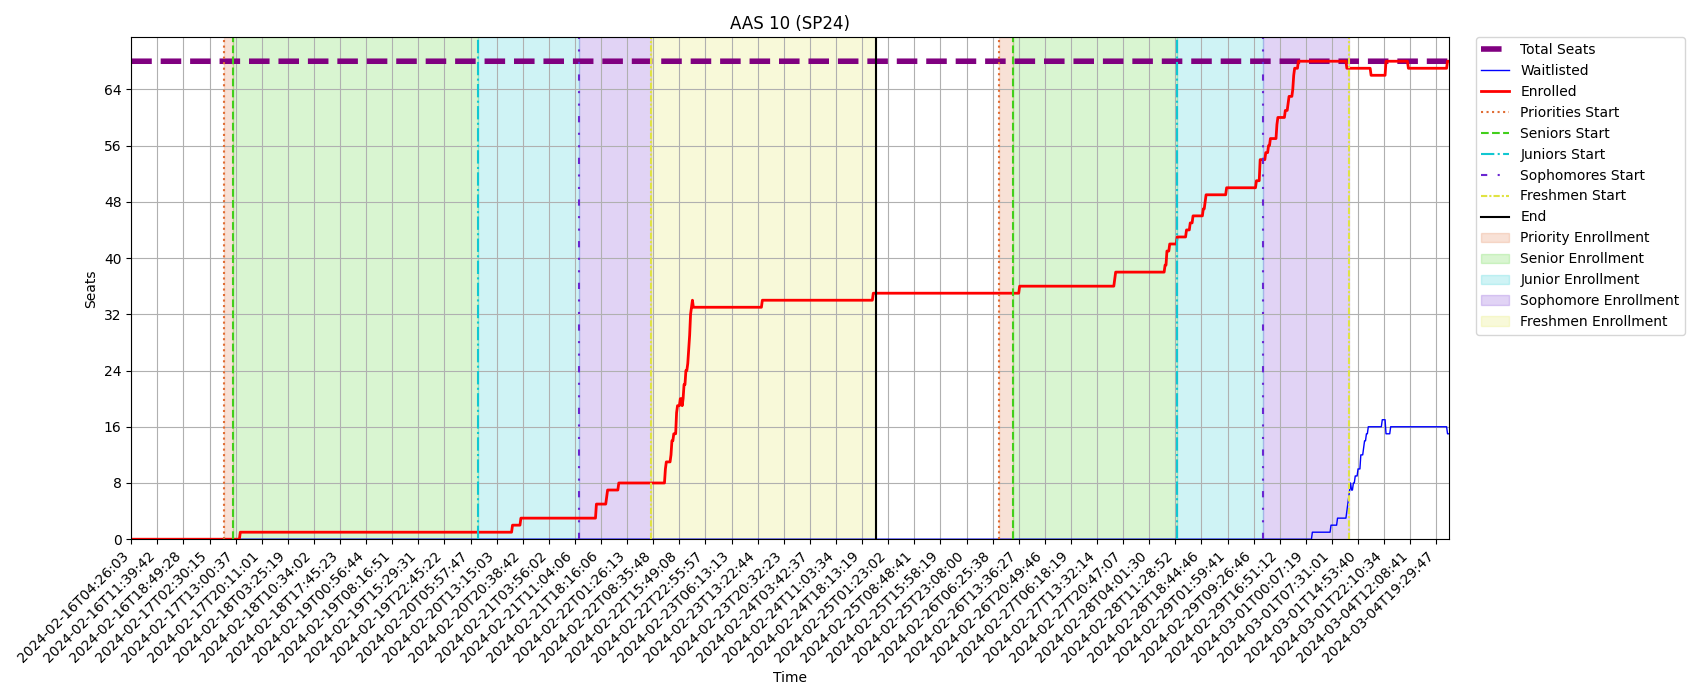 AAS 10 (SP24)
Seats
64
56
48
40
32
24
16
8
0
2024-02-16T04:26:03
2024-02-16T11:39:42
2024-02-16T18:49:28
2024-02-17T02:30:15
2024-02-17T13:00:37
2024-02-17T20:11:01
2024-02-18T03:25:19
2024-02-18T10:34:02
2024-02-18T17:45:23
2024-02-19T00:56:44
2024-02-19T08:16:51
2024-02-19T15:29:31
2024-02-19T22:45:22
2024-02-20T05:57:47
2024-02-20T13:15:03
2024-02-20T20:38:42
2024-02-21T03:56:02
2024-02-21T11:04:06
2024-02-21T18:16:06
2024-02-22T01:26:13
2024-02-22T08:35:48
2024-02-22T15:49:08
2024-02-22T22:55:57
2024-02-23T06:13:13
2024-02-23T13:22:44
2024-02-23T20:32:23
2024-02-24T03:42:37
2024-02-24T11:03:34
2024-02-24T18:13:19
2024-02-25T01:23:02
2024-02-25T08:48:41
2024-02-25T15:58:19
2024-02-25T23:08:00
2024-02-26T06:25:38
2024-02-26T13:36:27
2024-02-26T20:49:46
2024-02-27T06:18:19
2024-02-27T13:32:14
2024-02-27T20:47:07
2024-02-28T04:01:30
2024-02-28T11:28:52
2024-02-28T18:44:46
2024-02-29T01:59:41
2024-02-29T09:26:46
2024-02-29T16:51:12
2024-03-01T00:07:19
2024-03-01T07:31:01
2024-03-01T14:53:40
2024-03-01T22:10:34
2024-03-04T12:08:41
2024-03-04T19:29:47
Time
Total Seats
Waitlisted
Enrolled
Priorities Start
Seniors Start
Juniors Start
Sophomores Start
Freshmen Start
End
Priority Enrollment
Senior Enrollment
Junior Enrollment
Sophomore Enrollment
Freshmen Enrollment